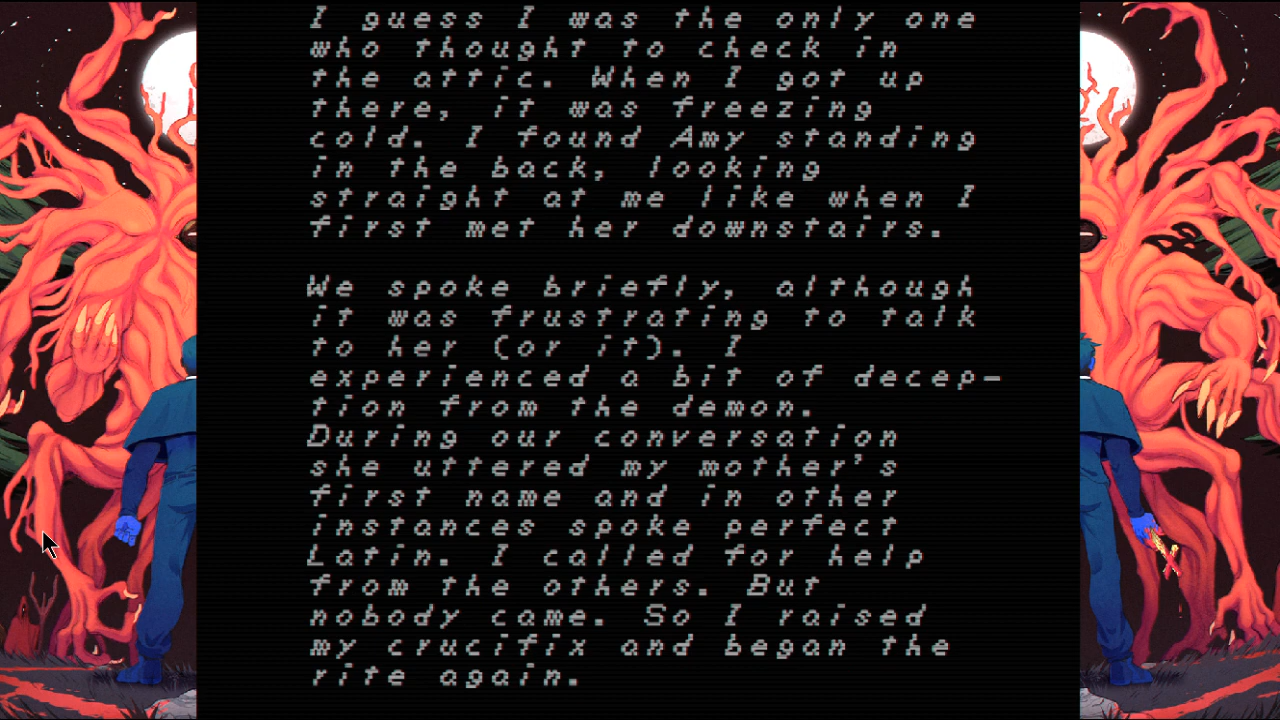 I guess I was the only one
who thought to check in
the attic. When I got up
there, it was freezing
cold. I found Amy standing
in the back, looking
straight at me like when I
first met her downstairs.
We spoke briefly, although
it was frustrating to talk
to her (or it). I
experienced a bit of decep-
tion from the demon.
During our conversation
she uttered my mother's
first name and in other
instances spoke perfect
Latin. I called for help
from the others. But
nobody came. So I raised
my crucifix and began the
rite again.